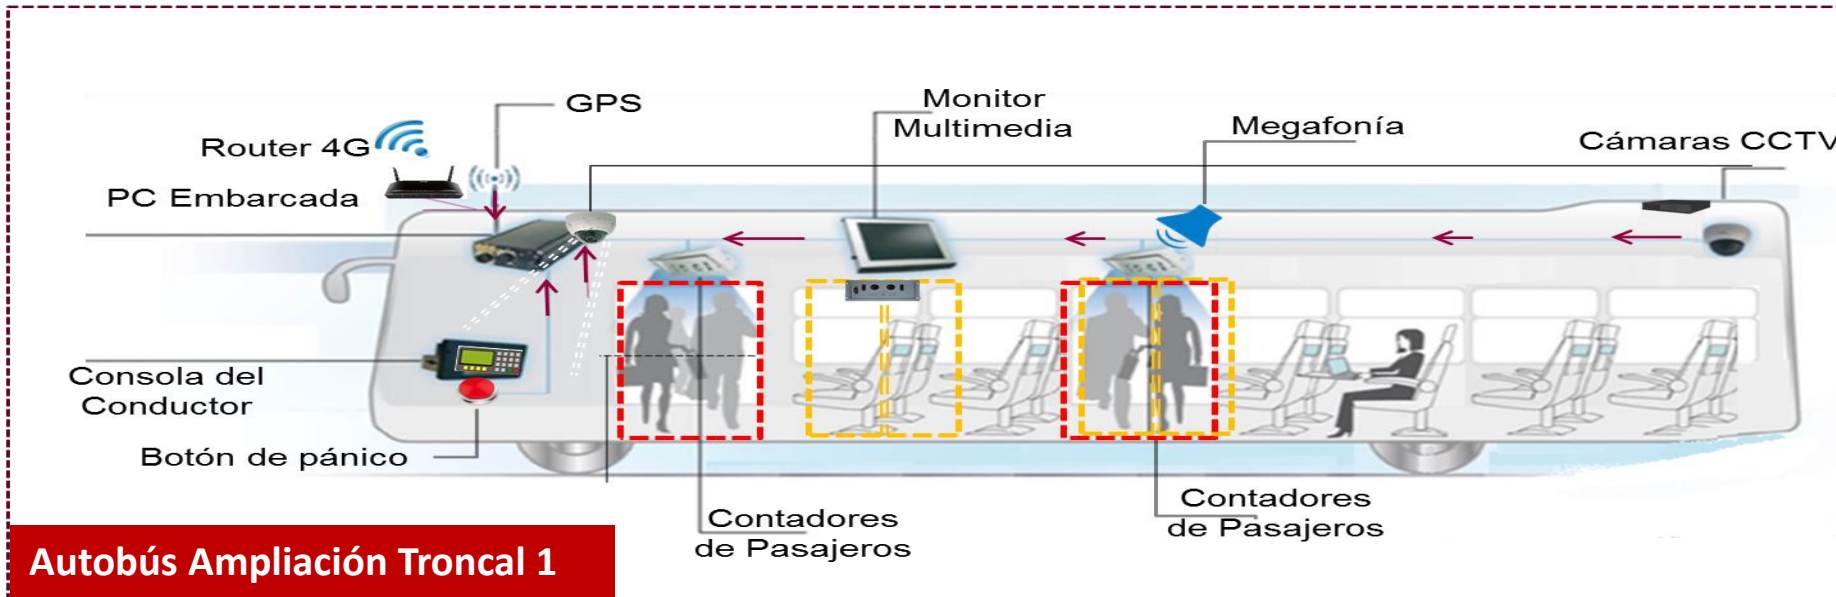 GPS
Monitor
Multimedia
Megafonía
Cámaras CCTV
Router 4G
PC Embarcada
Consola del
Conductor
Botón de pánico
Contadores
de Pasajeros
Contadores
de Pasajeros
Autobús Ampliación Troncal 1